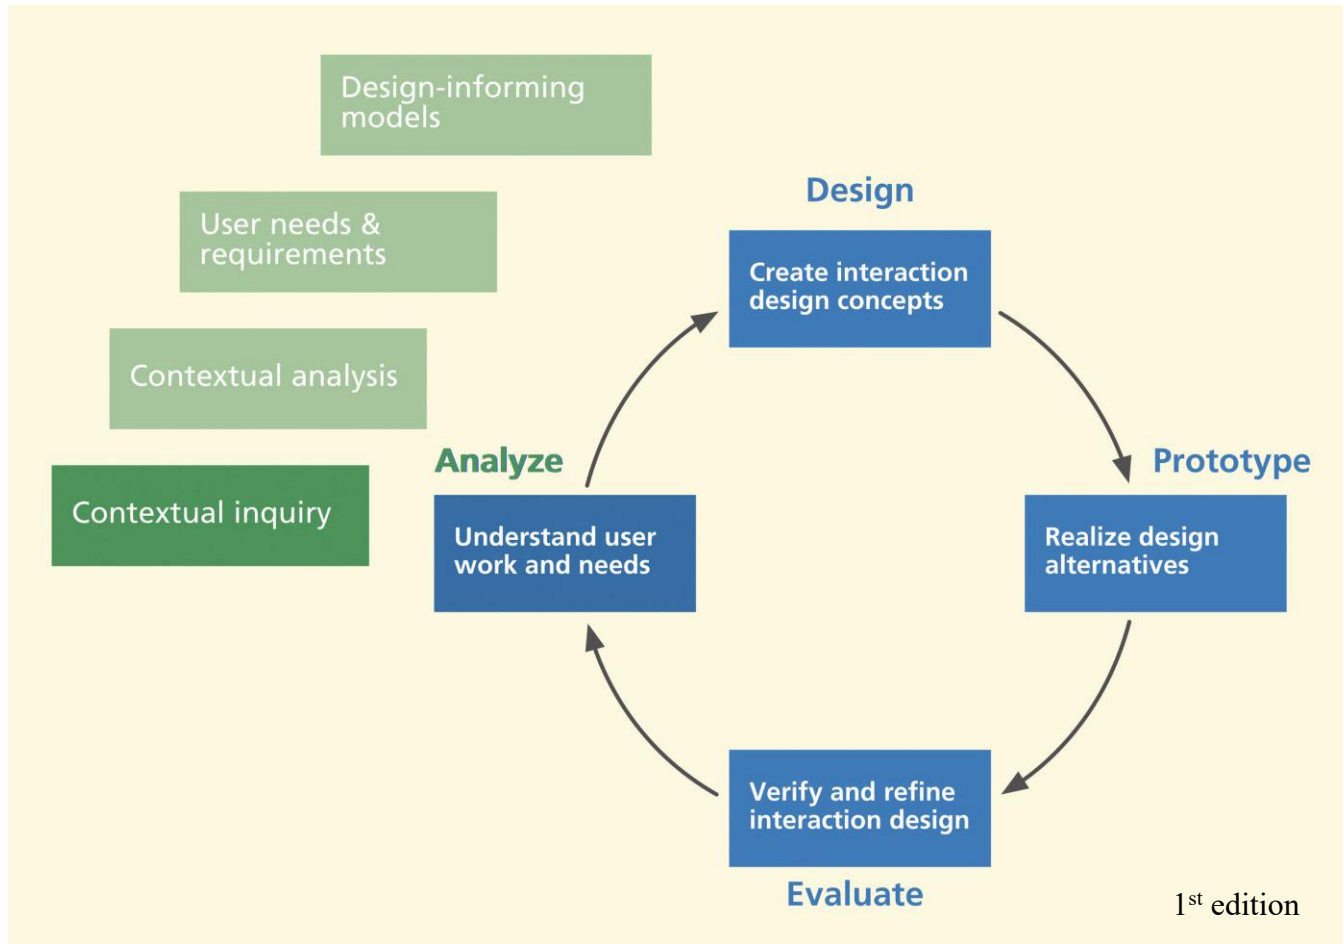 Design-informing
models
User needs &
requirements
Contextual analysis
Contextual inquiry
Analyze
Understand user
work and needs
Design
Create interaction
design concepts
Prototype
Realize design
alternatives
Verify and refine
interaction design
Evaluate
1st edition